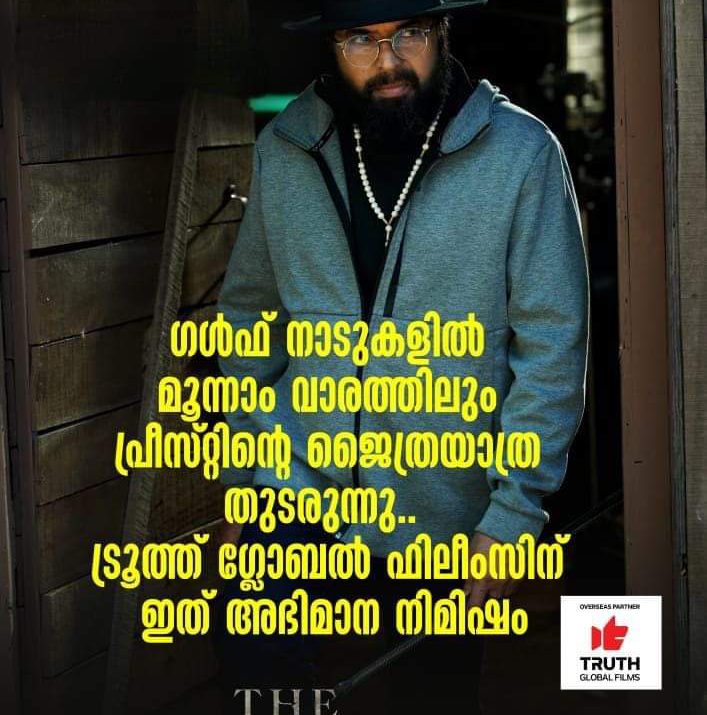 ഗൾഫ് നാടുകളിൽ
മൂന്നാം വാരത്തിലും
പ്രീസ്റ്റിന്റെ ജൈത്രയാത്ര
തുടരുന്നു..
ട്രൂത്ത് ഗ്ലോബൽ ഫിലീംസിന്
ഇത് അഭിമാന നിമിഷം
OVERSEAS PARTNER
TRUTH
GLOBAL FILMS
THE